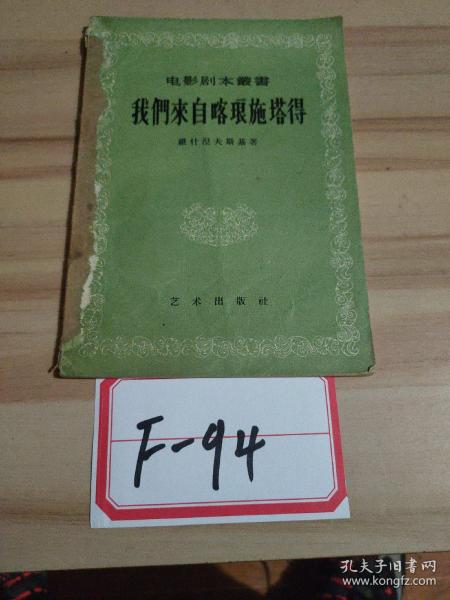 电影剧本叢書
我們來自喀琅施塔得
維什涅夫斯基著
艺术出版社
F-94
孔夫子旧书网
www.kongfz.com